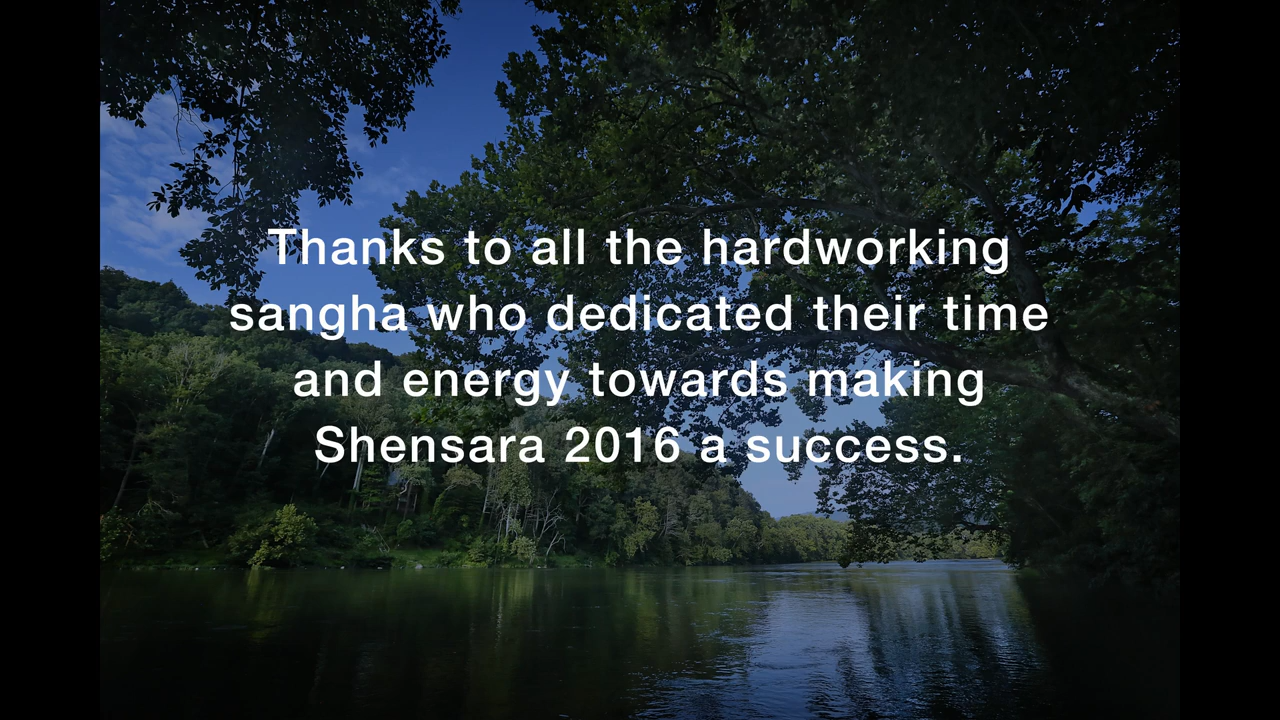 Thanks to all the hardworking
sangha who dedicated their time
and energy towards making
Shensara 2016 a success.